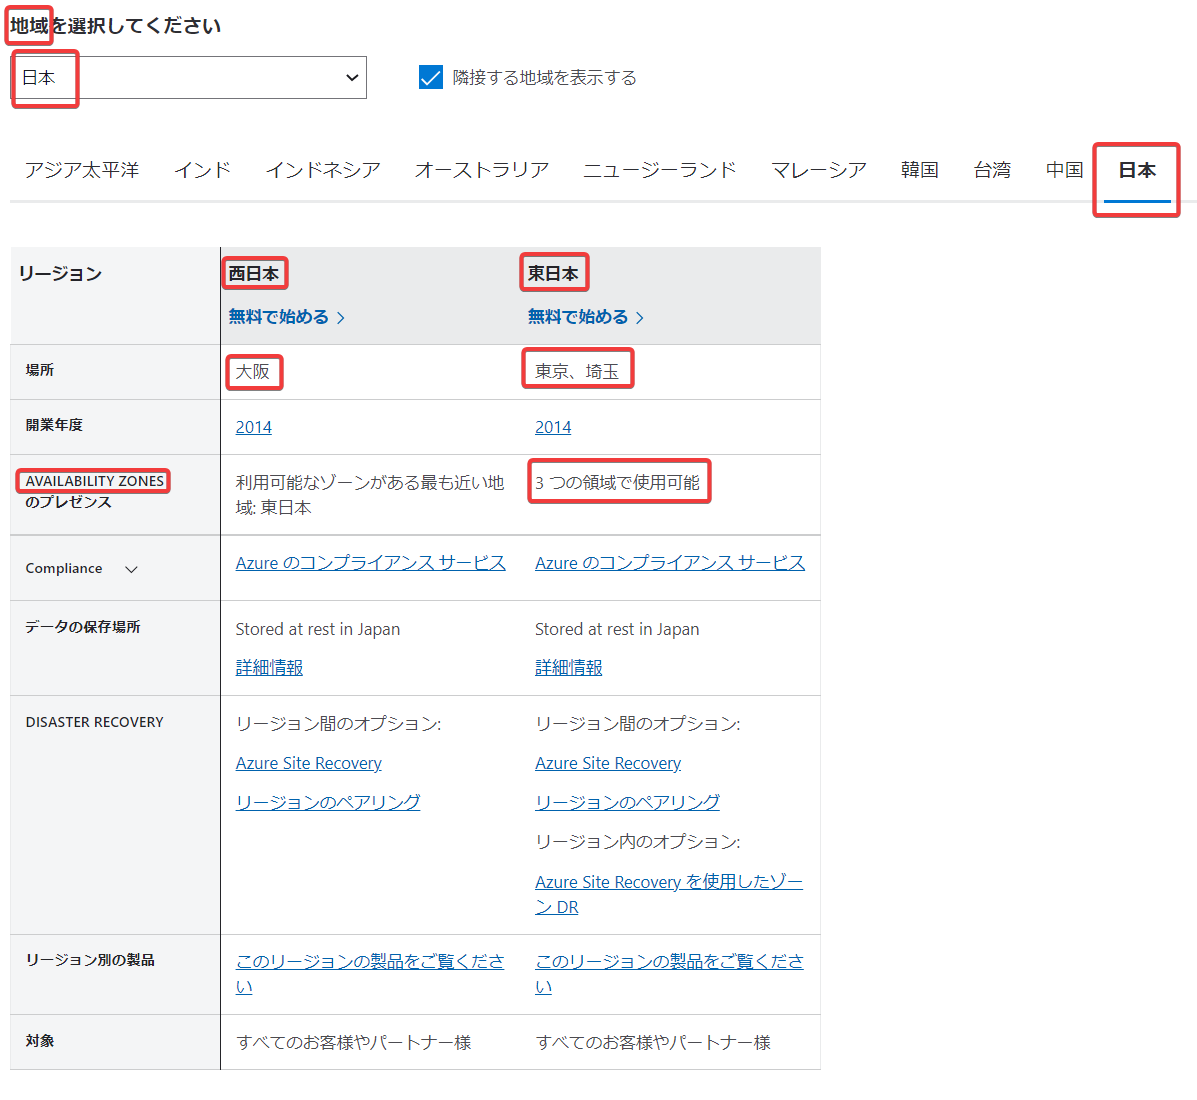 地域を選択してください
日本
隣接する地域を表示する
アジア太平洋 インド インドネシア オーストラリア ニュージーランド マレーシア 韓国 台湾 中国 日本
リージョン 西日本 東日本
無料で始める 無料で始める
場所 大阪 東京、埼玉
開業年度 2014 2014
AVAILABILITY ZONES 利用可能なゾーンがある最も近い地 3 つの領域で使用可能
のプレゼンス 域: 東日本
Compliance Azure のコンプライアンス サービス Azure のコンプライアンス サービス
データの保存場所 Stored at rest in Japan Stored at rest in Japan
詳細情報 詳細情報
DISASTER RECOVERY リージョン間のオプション: リージョン間のオプション:
Azure Site Recovery Azure Site Recovery
リージョンのペアリング リージョンのペアリング
リージョン内のオプション:
Azure Site Recovery を使用したゾー
ン DR
リージョン別の製品 このリージョンの製品をご覧くださ このリージョンの製品をご覧くださ
い い
対象 すべてのお客様やパートナー様 すべてのお客様やパートナー様